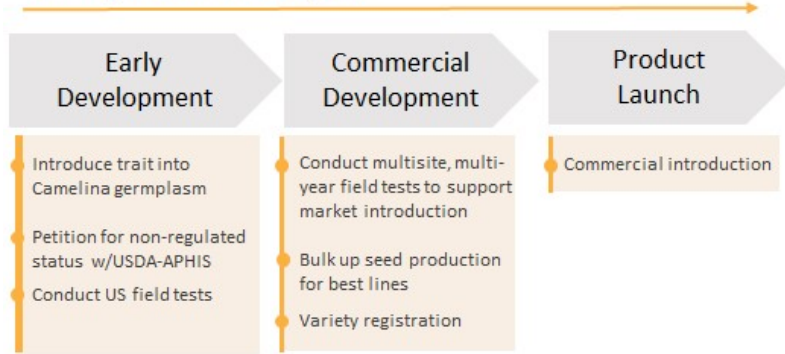 Early
Development
Commercial
Development
Product
Launch
Introduce trait into
Camelina germplasm
Petition for non-regulated
status w/USDA-APHIS
Conduct US field tests
Conduct multisite, multi-
year field tests to support
market introduction
Bulk up seed production
for best lines
Variety registration
Commercial introduction